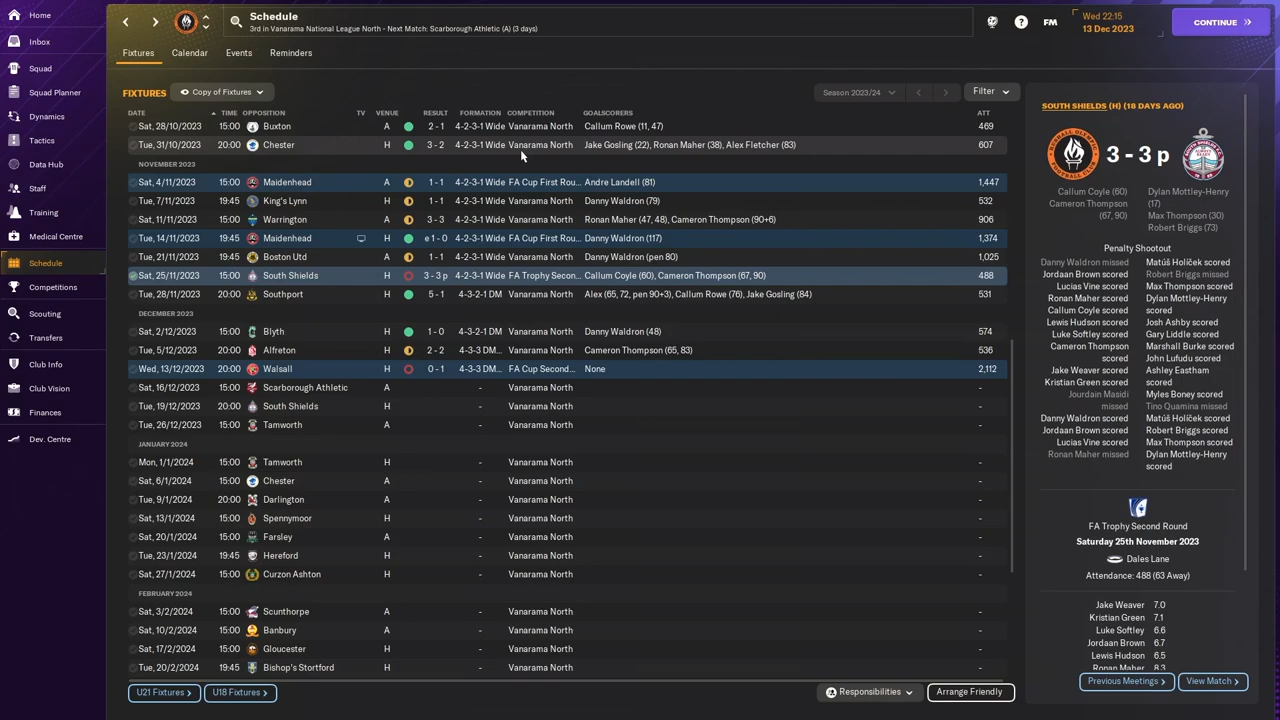 Home
Inbox
Squad
Squad Planner
Dynamics
Tactics
Data Hub
Staff
Training
Medical Centre
Schedule
Competitions
Scouting
Transfers
Club Info
Club Vision
Finances
Dev. Centre
Schedule
3rd in Vanarama National League North - Next Match: Scarborough Athletic (A) (3 days)
FM
Wed 22:15
13 Dec 2023
CONTINUE
Fixtures Calendar Events Reminders
FIXTURES Copy of Fixtures Season 2023/24 Filter
DATE TIME OPPOSITION TV VENUE RESULT FORMATION COMPETITION GOALSCORERS ATT
Sat, 28/10/2023 15:00 Buxton A 2 - 1 4-2-3-1 Wide Vanarama North Callum Rowe (11, 47) 469
Tue, 31/10/2023 20:00 Chester H 3 - 2 4-2-3-1 Wide Vanarama North Jake Gosling (22), Ronan Maher (38), Alex Fletcher (83) 607
NOVEMBER 2023
Sat, 4/11/2023 15:00 Maidenhead A 1 - 1 4-2-3-1 Wide FA Cup First Rou... Andre Landell (81) 1,447
Tue, 7/11/2023 19:45 King's Lynn H 1 - 1 4-2-3-1 Wide Vanarama North Danny Waldron (79) 532
Sat, 11/11/2023 15:00 Warrington A 3 - 3 4-2-3-1 Wide Vanarama North Ronan Maher (47, 48), Cameron Thompson (90+6) 906
Tue, 14/11/2023 19:45 Maidenhead H e 1 - 0 4-2-3-1 Wide FA Cup First Rou... Danny Waldron (117) 1,374
Tue, 21/11/2023 19:45 Boston Utd A 1 - 1 4-2-3-1 Wide Vanarama North Danny Waldron (pen 80) 1,025
Sat, 25/11/2023 15:00 South Shields H 3 - 3 p 4-2-3-1 Wide FA Trophy Secon... Callum Coyle (60), Cameron Thompson (67, 90) 488
Tue, 28/11/2023 20:00 Southport H 5 - 1 4-3-2-1 DM Vanarama North Alex (65, 72, pen 90+3), Callum Rowe (76), Jake Gosling (84) 531
DECEMBER 2023
Sat, 2/12/2023 15:00 Blyth H 1 - 0 4-3-2-1 DM Vanarama North Danny Waldron (48) 574
Tue, 5/12/2023 20:00 Alfreton H 2 - 2 4-3-3 DM... Vanarama North Cameron Thompson (65, 83) 536
Wed, 13/12/2023 20:00 Walsall H 0 - 1 4-3-3 DM... FA Cup Second... None 2,112
Sat, 16/12/2023 15:00 Scarborough Athletic A - Vanarama North -
Tue, 19/12/2023 20:00 South Shields H - Vanarama North -
Tue, 26/12/2023 15:00 Tamworth A - Vanarama North -
JANUARY 2024
Mon, 1/1/2024 15:00 Tamworth H - Vanarama North -
Sat, 6/1/2024 15:00 Chester A - Vanarama North -
Tue, 9/1/2024 20:00 Darlington A - Vanarama North -
Sat, 13/1/2024 15:00 Spennymoor H - Vanarama North -
Sat, 20/1/2024 15:00 Farsley A - Vanarama North -
Tue, 23/1/2024 19:45 Hereford H - Vanarama North -
Sat, 27/1/2024 15:00 Curzon Ashton H - Vanarama North -
FEBRUARY 2024
Sat, 3/2/2024 15:00 Scunthorpe A - Vanarama North -
Sat, 10/2/2024 15:00 Banbury A - Vanarama North -
Sat, 17/2/2024 15:00 Gloucester H - Vanarama North -
Tue, 20/2/2024 19:45 Bishop's Stortford H - Vanarama North -
U21 Fixtures U18 Fixtures Responsibilities Arrange Friendly
SOUTH SHIELDS (H) (18 DAYS AGO)
3 - 3 p
Callum Coyle (60)
Cameron Thompson
(67, 90)
Dylan Mottley-Henry
(17)
Max Thompson (30)
Robert Briggs (73)
Penalty Shootout
Danny Waldron missed
Jordaan Brown scored
Lucias Vine scored
Ronan Maher scored
Callum Coyle scored
Lewis Hudson scored
Luke Softley scored
Cameron Thompson
scored
Jake Weaver scored
Kristian Green scored
Jourdain Masidi
missed
Danny Waldron scored
Jordaan Brown scored
Lucias Vine scored
Ronan Maher missed
Matúš Holíček scored
Robert Briggs missed
Max Thompson scored
Dylan Mottley-Henry
scored
Josh Ashby scored
Gary Liddle scored
Marshall Burke scored
John Lufudu scored
Ashley Eastham
scored
Myles Boney scored
Tino Quamina missed
Matúš Holíček scored
Robert Briggs scored
Max Thompson scored
Dylan Mottley-Henry
scored
FA Trophy Second Round
Saturday 25th November 2023
Dales Lane
Attendance: 488 (63 Away)
Jake Weaver 7.0
Kristian Green 7.1
Luke Softley 6.6
Jordaan Brown 6.7
Lewis Hudson 6.5
Ronan Maher 8.3
Previous Meetings View Match